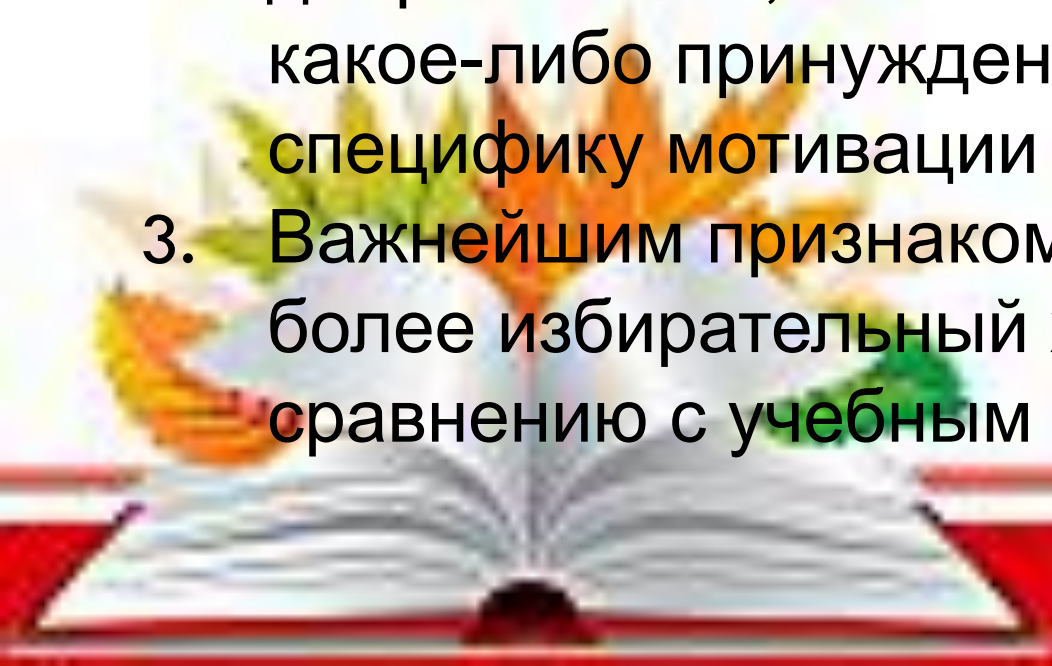 какое-либо принужден
специфику мотивации
3. Важнейшим признаком
более избирательный
сравнению с учебным